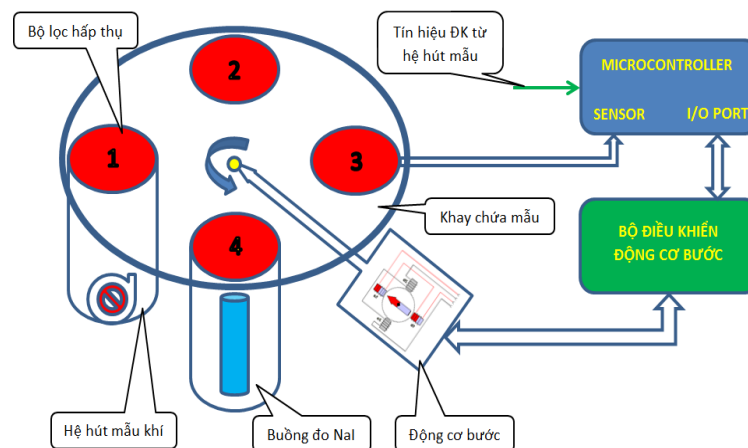 Bộ lọc hấp thụ
Tín hiệu ĐK từ
hệ hút mẫu
MICROCONTROLLER
SENSOR I/O PORT
2
1
3
4
Khay chứa mẫu
BỘ ĐIỀU KHIỂN
ĐỘNG CƠ BƯỚC
Hệ hút mẫu khí
Buồng đo NaI
Động cơ bước